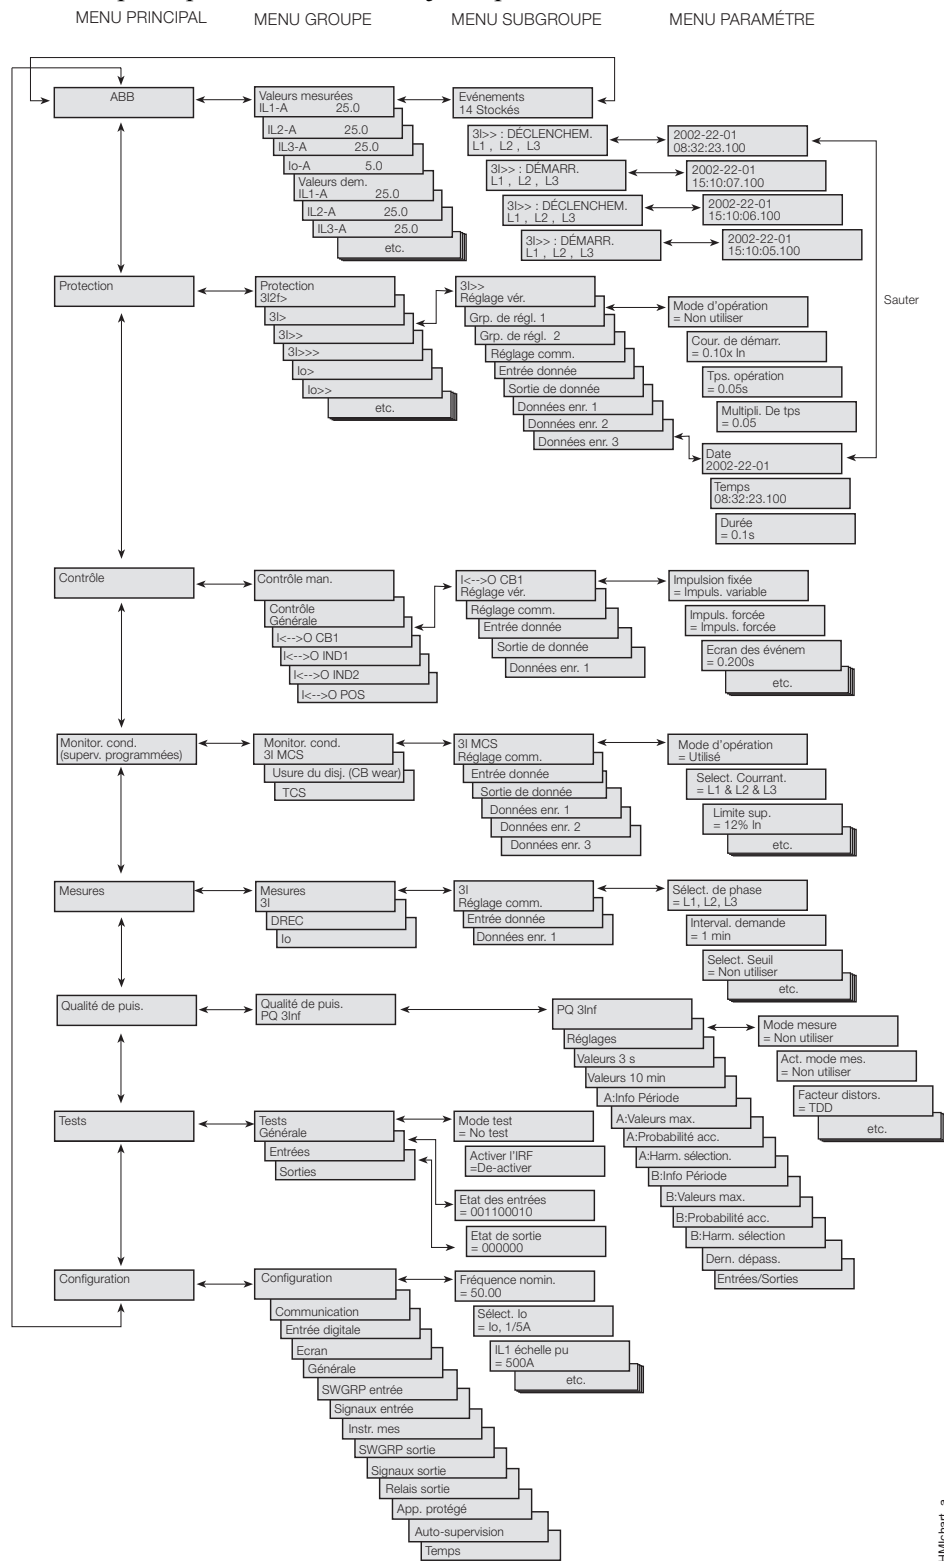 MENU PRINCIPAL MENU GROUPE MENU SUBGROUPE MENU PARAMÉTRE
ABB
Valeurs mesurées
IL1-A 25.0
IL2-A 25.0
IL3-A 25.0
Io-A 5.0
Valeurs dem.
IL1-A 25.0
IL2-A 25.0
IL3-A 25.0
etc.
Evénements
14 Stockés
3I>> : DÉCLENCHEM.
L1 , L2 , L3
3I>> : DÉMARR.
L1 , L2 , L3
3I>> : DÉCLENCHEM.
L1 , L2 , L3
3I>> : DÉMARR.
L1 , L2 , L3
2002-22-01
08:32:23.100
2002-22-01
15:10:07.100
2002-22-01
15:10:06.100
2002-22-01
15:10:05.100
Sauter
Protection
Protection
3I2f>
3I>
3I>>
3I>>>
Io>
Io>>
etc.
3I>>
Réglage vér.
Grp. de régl. 1
Grp. de régl. 2
Réglage comm.
Entrée donnée
Sortie de donnée
Données enr. 1
Données enr. 2
Données enr. 3
Mode d'opération
= Non utiliser
Cour. de démarr.
= 0.10x In
Tps. opération
= 0.05s
Multipli. De tps
= 0.05
Date
2002-22-01
Temps
08:32:23.100
Durée
= 0.1s
Contrôle
Contrôle man.
Contrôle
Générale
I<-->O CB1
I<-->O IND1
I<-->O IND2
I<-->O POS
I<-->O CB1
Réglage vér.
Réglage comm.
Entrée donnée
Sortie de donnée
Données enr. 1
Impulsion fixée
= Impuls. variable
Impuls. forcée
= Impuls. forcée
Ecran des événem
= 0.200s
etc.
Monitor. cond.
(superv. programmées)
Monitor. cond.
3I MCS
Usure du disj. (CB wear)
TCS
3I MCS
Réglage comm.
Entrée donnée
Sortie de donnée
Données enr. 1
Données enr. 2
Données enr. 3
Mode d'opération
= Utilisé
Select. Courrant.
= L1 & L2 & L3
Limite sup.
= 12% In
etc.
Mesures
Mesures
3I
DREC
Io
3I
Réglage comm.
Entrée donnée
Données enr. 1
Sélect. de phase
= L1, L2, L3
Interval. demande
= 1 min
Select. Seuil
= Non utiliser
etc.
Qualité de puis.
Qualité de puis.
PQ 3Inf
PQ 3Inf
Réglages
Valeurs 3 s
Valeurs 10 min
A:Info Période
A:Valeurs max.
A:Probabilité acc.
A:Harm. sélection.
B:Info Période
B:Valeurs max.
B:Probabilité acc.
B:Harm. sélection
Dern. dépass.
Entrées/Sorties
Mode mesure
= Non utiliser
Act. mode mes.
= Non utiliser
Facteur distors.
= TDD
etc.
Tests
Tests
Générale
Entrées
Sorties
Mode test
= No test
Activer l'IRF
=De-activer
Etat des entrées
= 001100010
Etat de sortie
= 000000
Configuration
Configuration
Communication
Entrée digitale
Ecran
Générale
SWGRP entrée
Signaux entrée
Instr. mes
SWGRP sortie
Signaux sortie
Relais sortie
App. protégé
Auto-supervision
Temps
Fréquence nomin.
= 50.00
Sélect. Io
= Io, 1/5A
IL1 échelle pu
= 500A
etc.
HMIchart_a